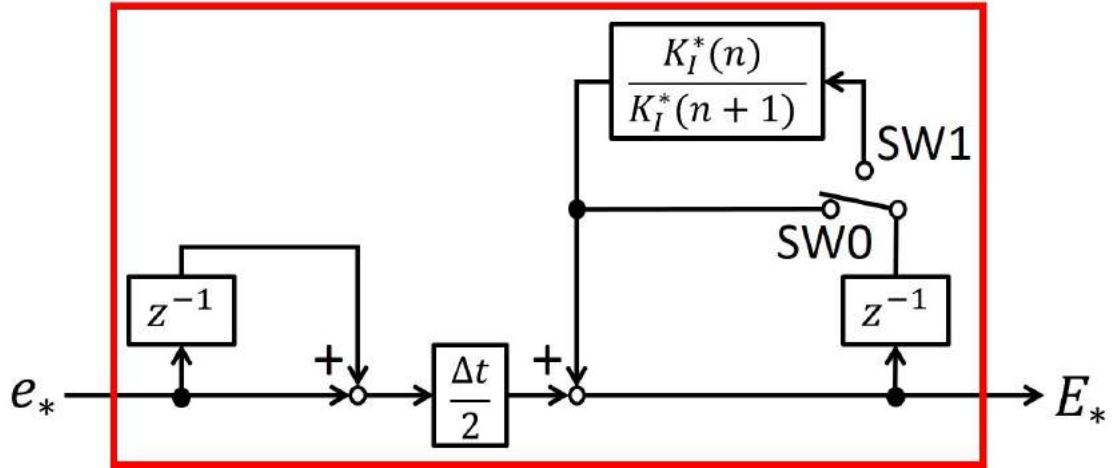 K_I^*(n)
K_I^*(n + 1)
SW1
SW0
z^{-1}
z^{-1}
+
+
Δt
2
e_*
E_*